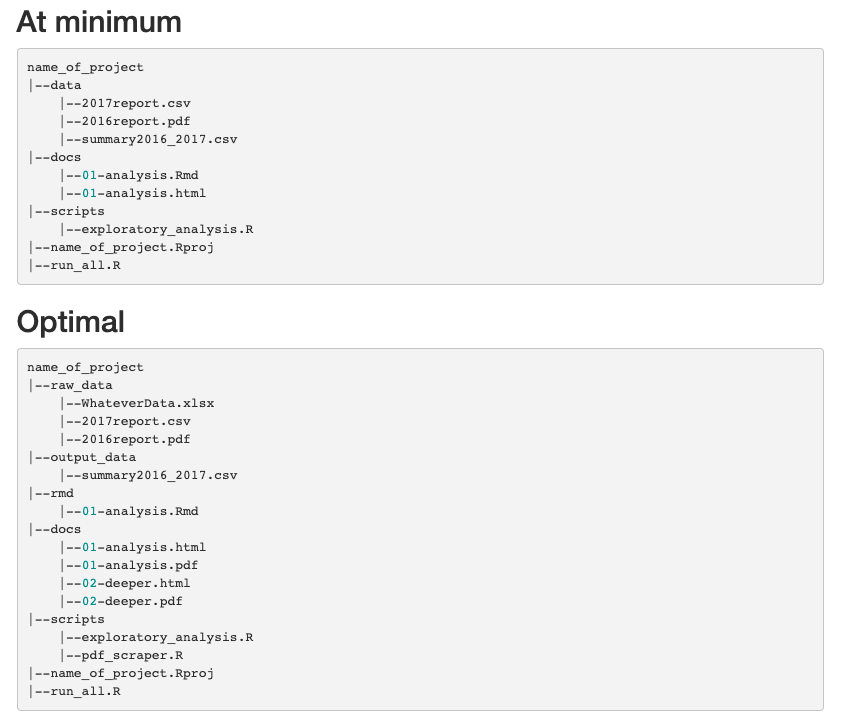 At minimum
name_of_project
|--data
    |--2017report.csv
    |--2016report.pdf
    |--summary2016_2017.csv
|--docs
    |--01-analysis.Rmd
    |--01-analysis.html
|--scripts
    |--exploratory_analysis.R
|--name_of_project.Rproj
|--run_all.R
Optimal
name_of_project
|--raw_data
    |--WhateverData.xlsx
    |--2017report.csv
    |--2016report.pdf
|--output_data
    |--summary2016_2017.csv
|--rmd
    |--01-analysis.Rmd
|--docs
    |--01-analysis.html
    |--01-analysis.pdf
    |--02-deeper.html
    |--02-deeper.pdf
|--scripts
    |--exploratory_analysis.R
    |--pdf_scraper.R
|--name_of_project.Rproj
|--run_all.R